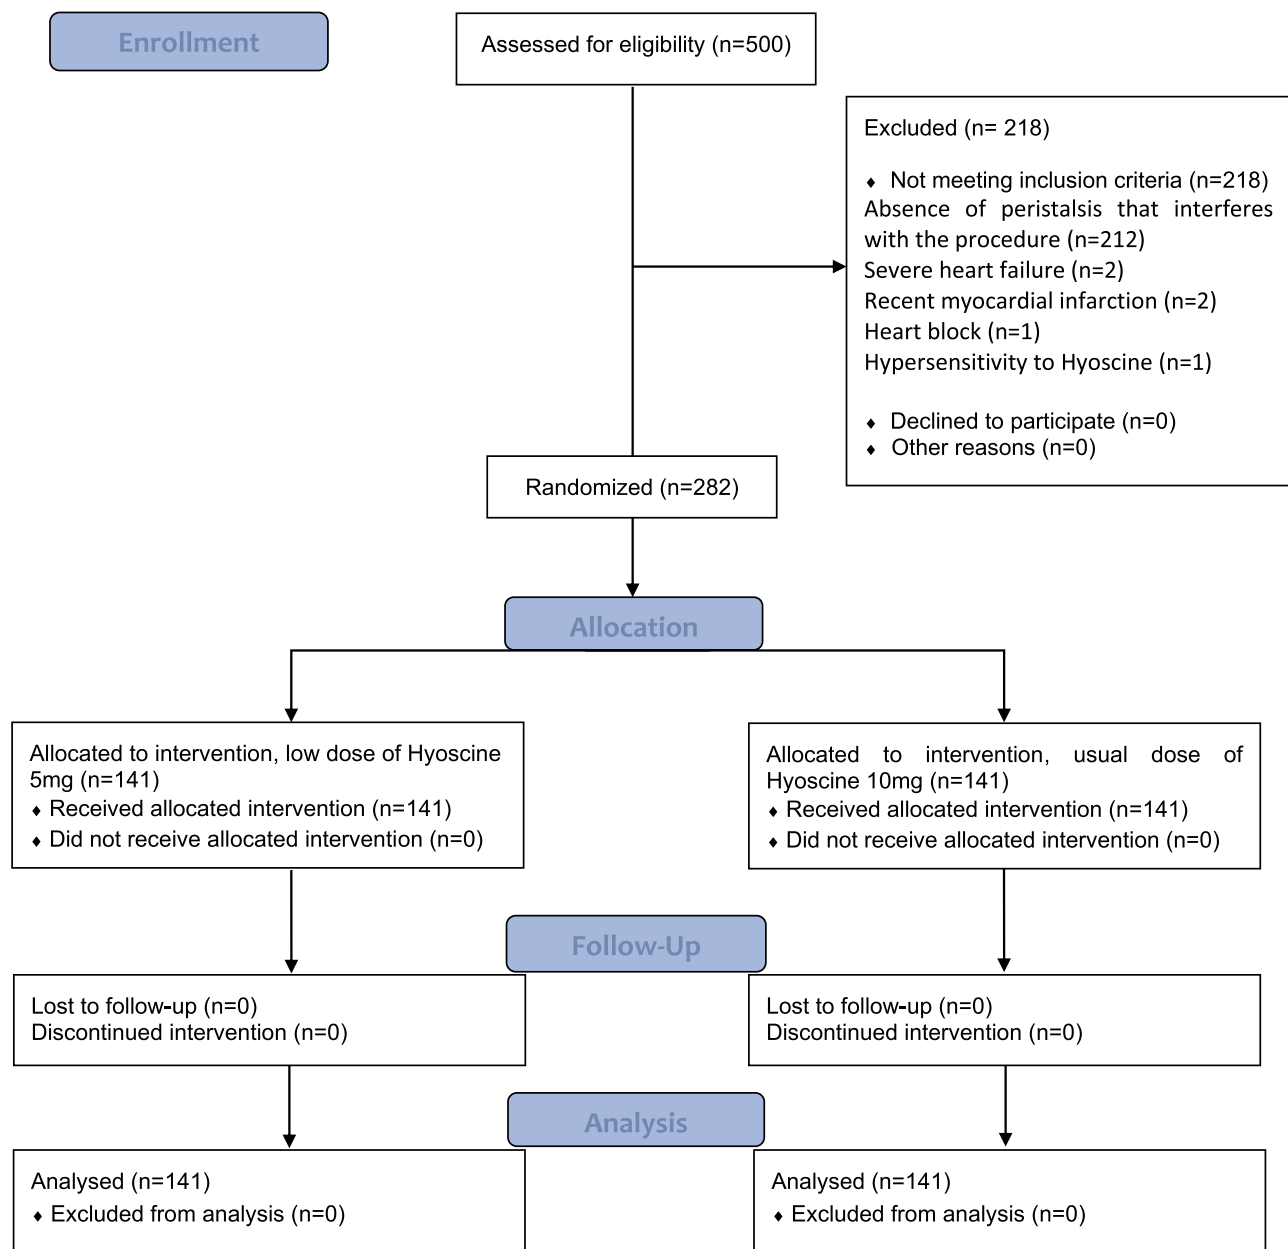 Enrollment
Assessed for eligibility (n=500)
Excluded (n= 218)
♦ Not meeting inclusion criteria (n=218)
Absence of peristalsis that interferes
with the procedure (n=212)
Severe heart failure (n=2)
Recent myocardial infarction (n=2)
Heart block (n=1)
Hypersensitivity to Hyoscine (n=1)
♦ Declined to participate (n=0)
♦ Other reasons (n=0)
Randomized (n=282)
Allocation
Allocated to intervention, low dose of Hyoscine
5mg (n=141)
♦ Received allocated intervention (n=141)
♦ Did not receive allocated intervention (n=0)
Allocated to intervention, usual dose of
Hyoscine 10mg (n=141)
♦ Received allocated intervention (n=141)
♦ Did not receive allocated intervention (n=0)
Follow-Up
Lost to follow-up (n=0)
Discontinued intervention (n=0)
Lost to follow-up (n=0)
Discontinued intervention (n=0)
Analysis
Analysed (n=141)
♦ Excluded from analysis (n=0)
Analysed (n=141)
♦ Excluded from analysis (n=0)